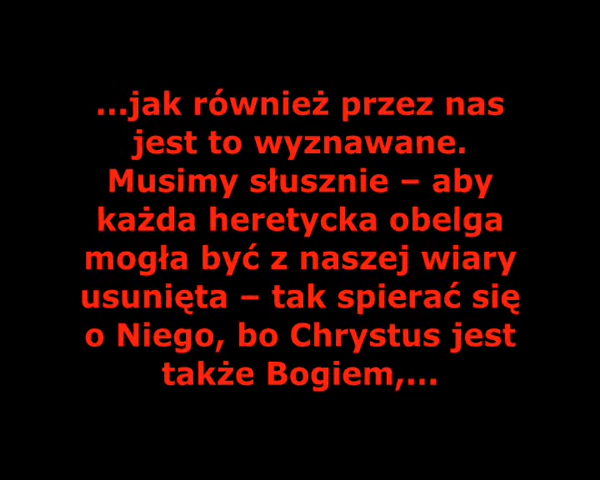 ...jak również przez nas
jest to wyznawane.
Musimy słusznie – aby
każda heretycka obelga
mogła być z naszej wiary
usunięta – tak spierać się
o Niego, bo Chrystus jest
także Bogiem,...